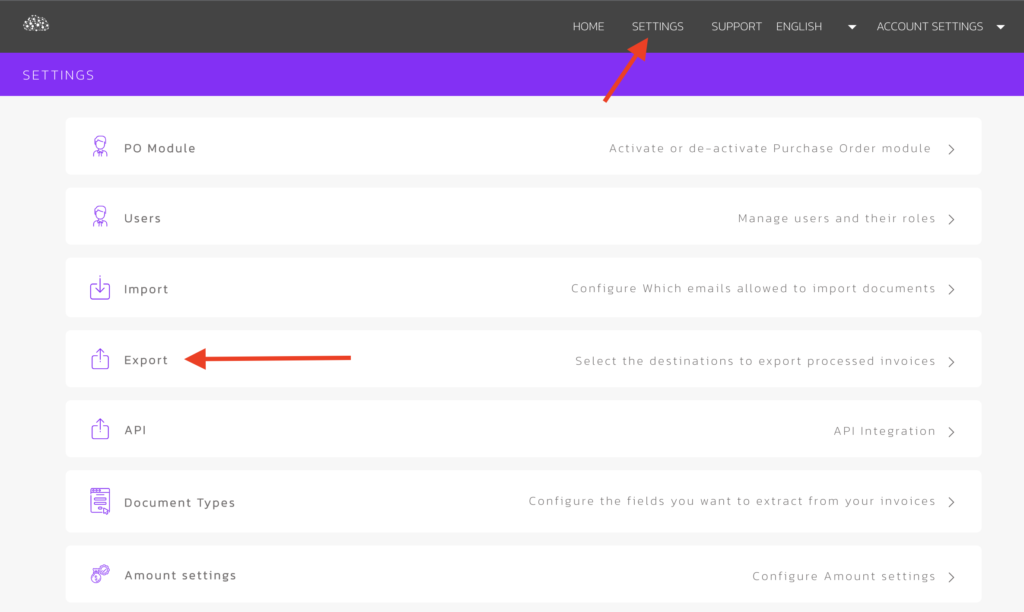 HOME SETTINGS SUPPORT ENGLISH ACCOUNT SETTINGS
SETTINGS
PO Module Activate or de-activate Purchase Order module
Users Manage users and their roles
Import Configure Which emails allowed to import documents
Export Select the destinations to export processed invoices
API API Integration
Document Types Configure the fields you want to extract from your invoices
Amount settings Configure Amount settings